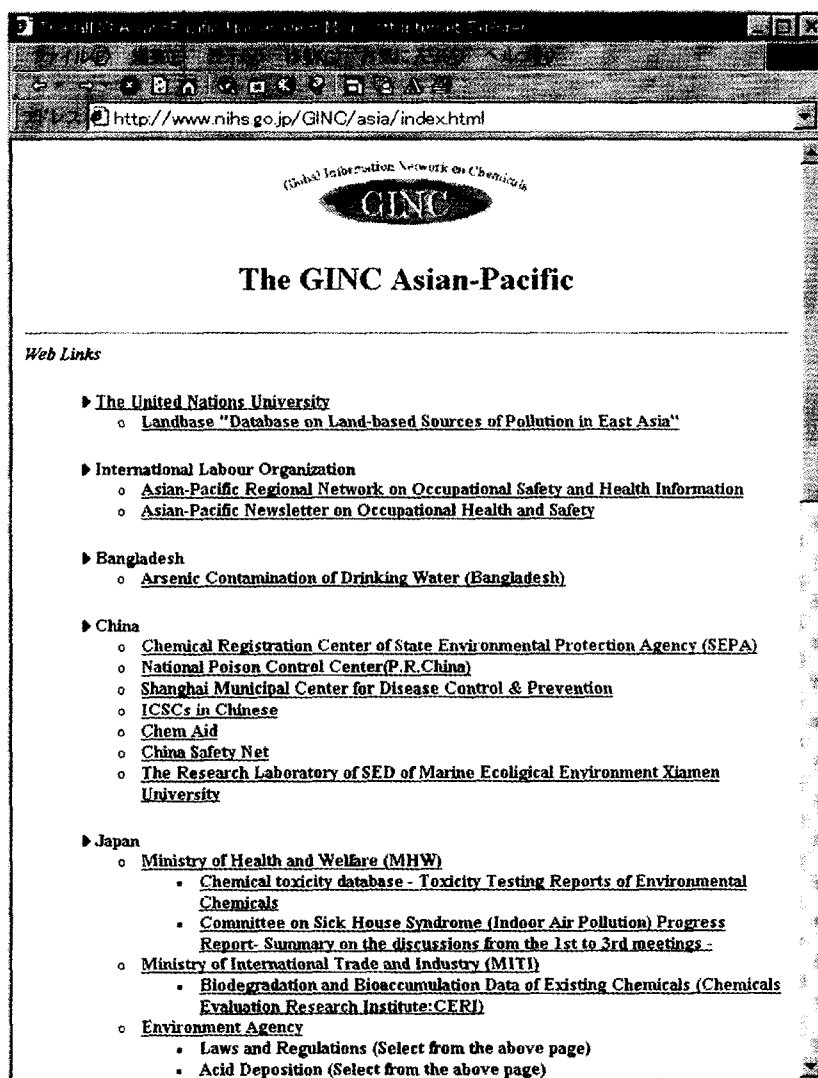 http://www.nihs.go.jp/GINC/asia/index.html
(Global Information Network on Chemicals
GINC
The GINC Asian-Pacific
Web Links
The United Nations University
Landbase "Database on Land-based Sources of Pollution in East Asia"
International Labour Organization
Asian-Pacific Regional Network on Occupational Safety and Health Information
Asian-Pacific Newsletter on Occupational Health and Safety
Bangladesh
Arsenic Contamination of Drinking Water (Bangladesh)
China
Chemical Registration Center of State Environmental Protection Agency (SEPA)
National Poison Control Center(P.R.China)
Shanghai Municipal Center for Disease Control & Prevention
ICSCs in Chinese
Chem Aid
China Safety Net
The Research Laboratory of SED of Marine Ecoligical Environment Xiamen
University
Japan
Ministry of Health and Welfare (MHW)
Chemical toxicity database - Toxicity Testing Reports of Environmental
Chemicals
Committee on Sick House Syndrome (Indoor Air Pollution) Progress
Report- Summary on the discussions from the 1st to 3rd meetings -
Ministry of International Trade and Industry (MITI)
Biodegradation and Bioaccumulation Data of Existing Chemicals (Chemicals
Evaluation Research Institute:CERI)
Environment Agency
Laws and Regulations (Select from the above page)
Acid Deposition (Select from the above page)